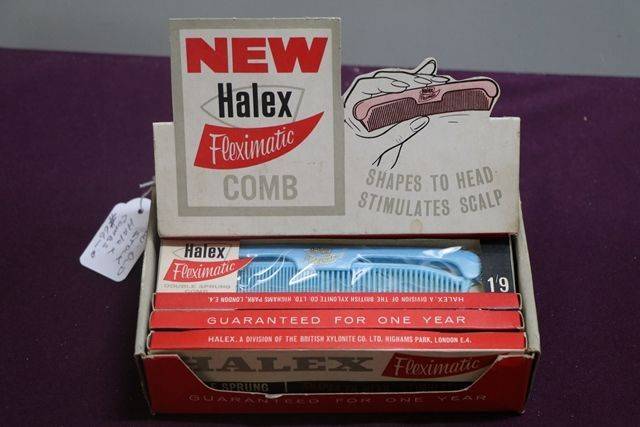 NEW
Halex
Fleximatic
COMB
SHAPES TO HEAD
STIMULATES SCALP
Halex
Fleximatic
DOUBLE SPRUNG
COMB
1'9
HALEX, A DIVISION OF THE BRITISH XYLONITE CO. LTD. HIGHAMS PARK, LONDON E.4.
GUARANTEED FOR ONE YEAR
HALEX, A DIVISION OF THE BRITISH XYLONITE CO. LTD, HIGHAMS PARK, LONDON E.4.
HALEX
Fleximatic
SPRUNG
GUARANTEED FOR ONE YEAR